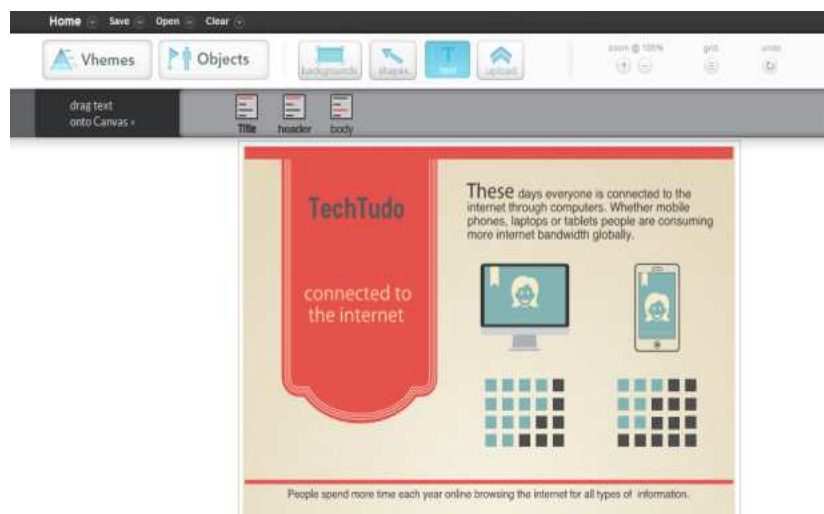 Home Save Open Clear
Vhemes Objects backgrounds shapes text upload zoom @ 100% grid undo
drag text
onto Canvas
Title header body
TechTudo
connected to
the internet
These days everyone is connected to the
internet through computers. Whether mobile
phones, laptops or tablets people are consuming
more internet bandwidth globally.
People spend more time each year online browsing the internet for all types of information.